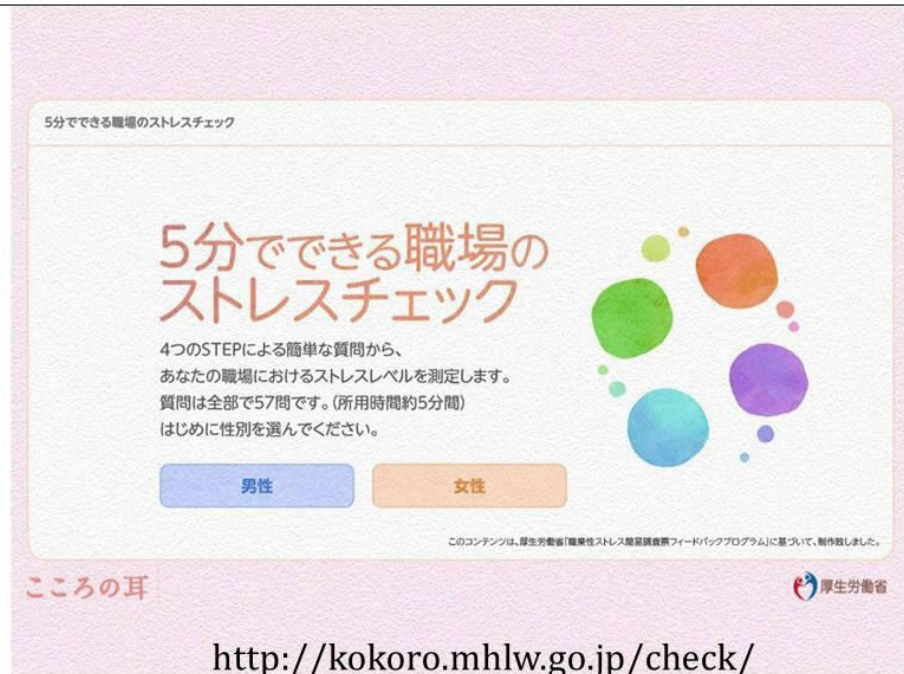 5分でできる職場のストレスチェック
5分でできる職場の
ストレスチェック
4つのSTEPによる簡単な質問から、
あなたの職場におけるストレスレベルを測定します。
質問は全部で57問です。(所用時間約5分間)
はじめに性別を選んでください。
男性
女性
このコンテンツは、厚生労働省「職業性ストレス簡易調査票フィードバックプログラム」に基づいて、制作致しました。
こころの耳
厚生労働省
http://kokoro.mhlw.go.jp/check/